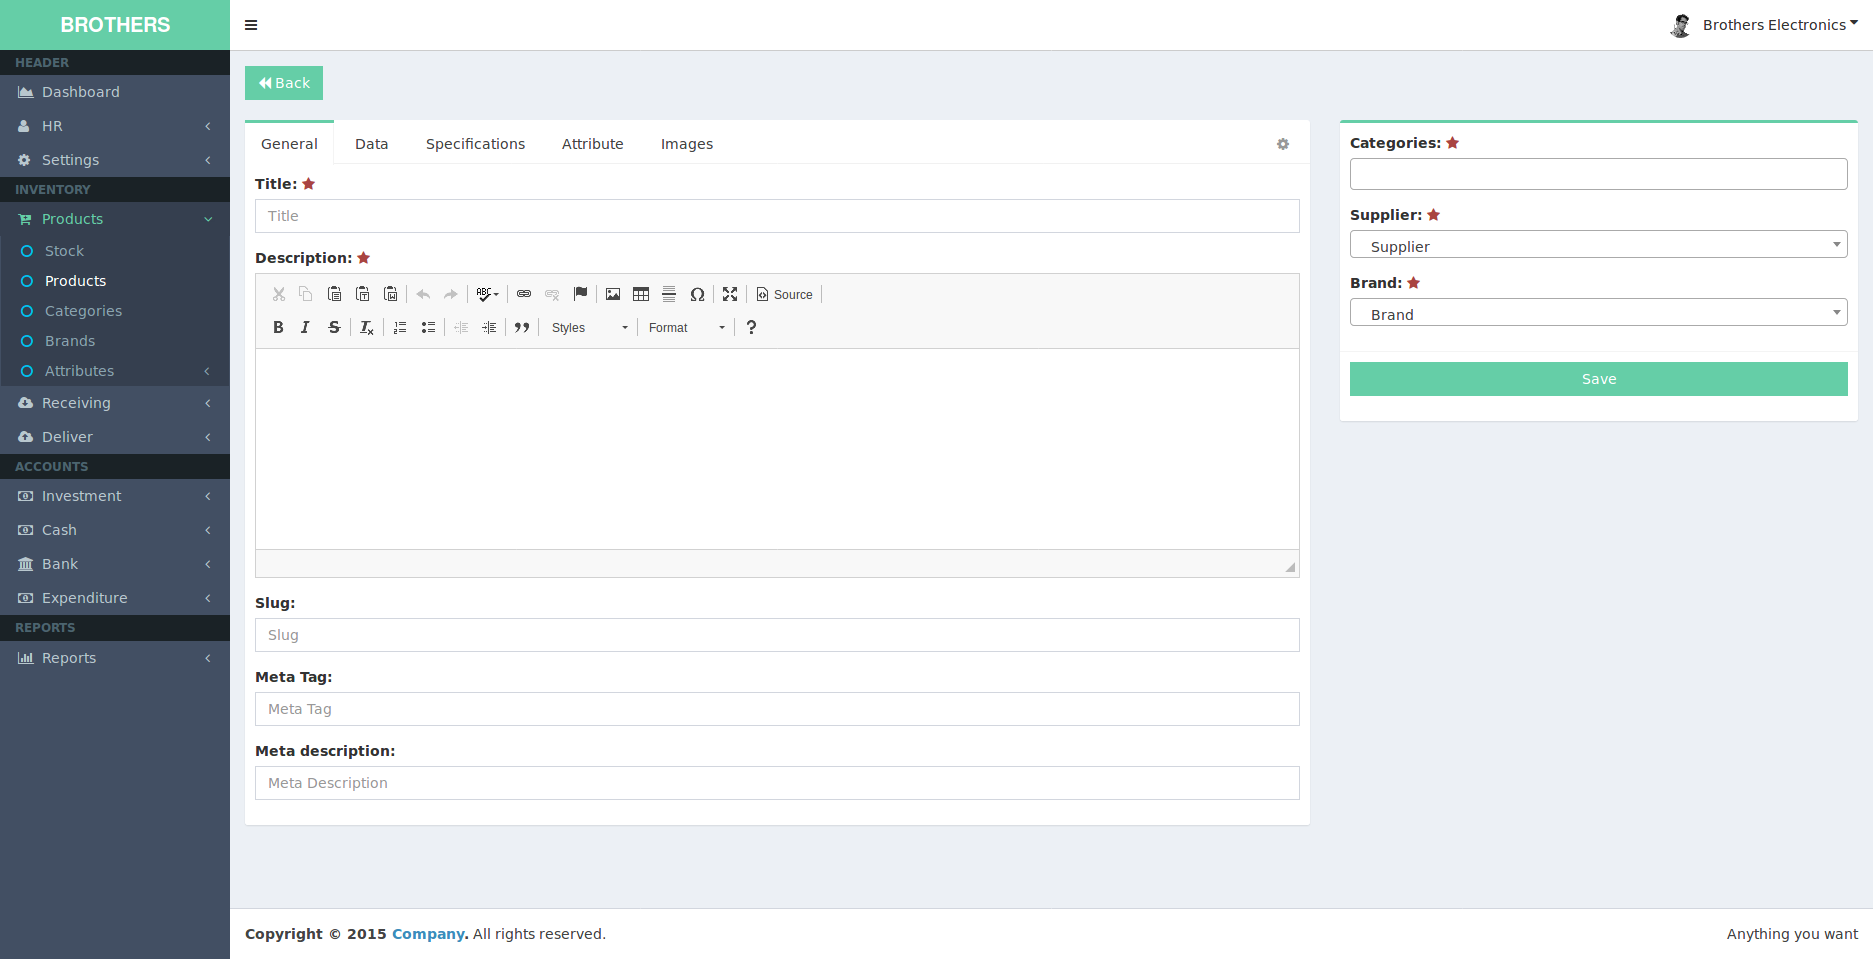 BROTHERS
Brothers Electronics
HEADER
Dashboard
HR
Settings
INVENTORY
Products
Stock
Products
Categories
Brands
Attributes
Receiving
Deliver
ACCOUNTS
Investment
Cash
Bank
Expenditure
REPORTS
Reports
Back
General Data Specifications Attribute Images
Title:
Title
Description:
ABC
Source
B I S Tx
Styles Format ?
Slug:
Slug
Meta Tag:
Meta Tag
Meta description:
Meta Description
Categories:
Supplier:
Supplier
Brand:
Brand
Save
Copyright © 2015 Company. All rights reserved.
Anything you want